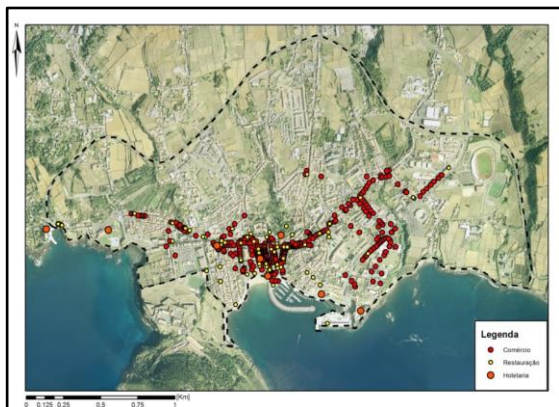 N
Legenda
Comércio
Restauração
Hotelaria
[Km]
0 0.125 0.25 0.5 0.75 1